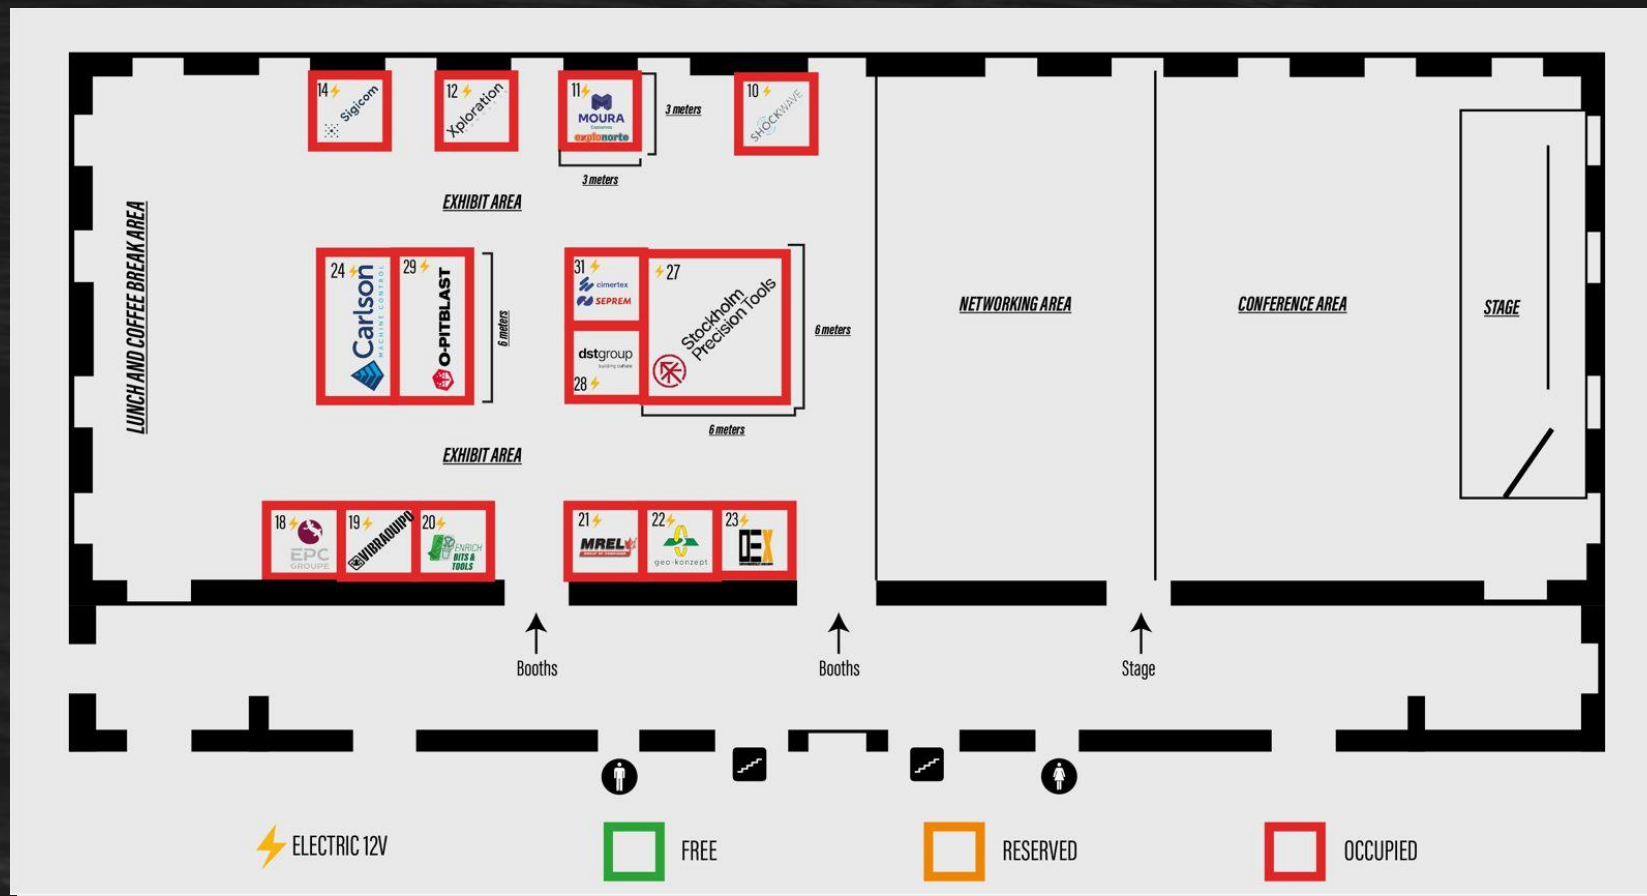 14
Sigicom
12
Xploration
11
MOURA
explonorte
10
SHOCKWAVE
3 meters
3 meters
EXHIBIT AREA
LUNCH AND COFFEE BREAK AREA
24
Carlson
MACHINE CONTROL
29
O-PITBLAST
6 meters
31
cimertex
SEPREM
dstgroup
building culture
28
27
Stockholm
Precision Tools
6 meters
6 meters
NETWORKING AREA
CONFERENCE AREA
STAGE
EXHIBIT AREA
18
EPC
GROUPE
19
VIBRAQUIPO
20
ENRICH
BITS &
TOOLS
21
MREL
22
geo-konzept
23
DEX
Booths
Booths
Stage
ELECTRIC 12V
FREE
RESERVED
OCCUPIED